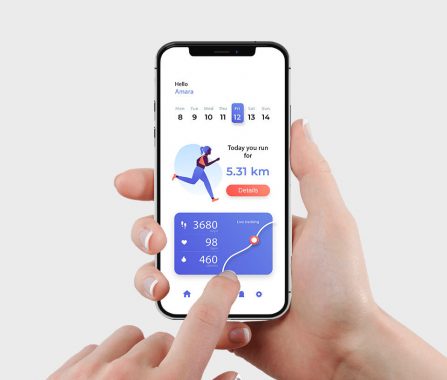 Hello
Amara
Mon Tue Wed Thu Fri Sat Sun
8 9 10 11 12 13 14
Today you run
for
5.31 km
Details
3680
Live tracking
98
460